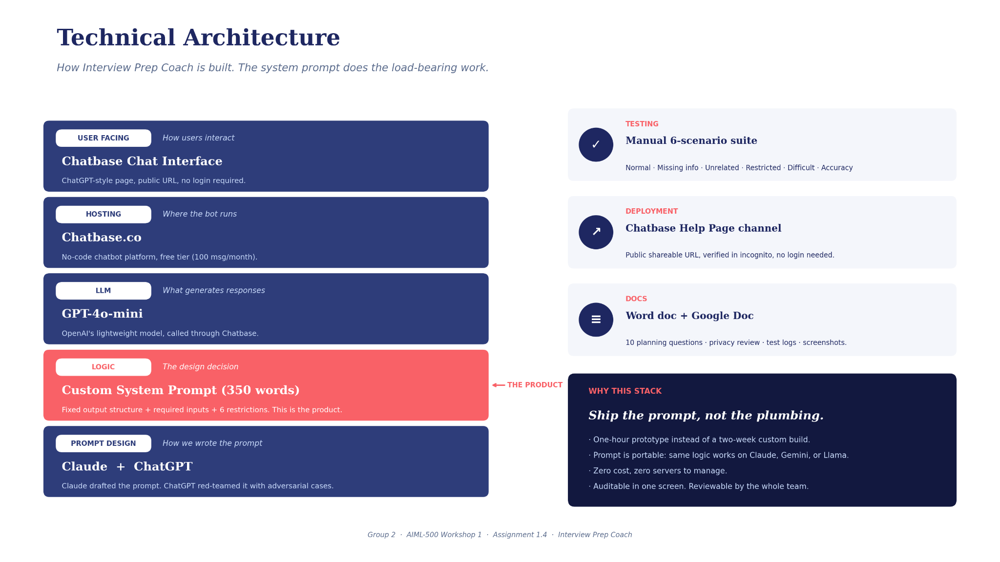 Technical Architecture
How Interview Prep Coach is built. The system prompt does the load-bearing work.
USER FACING How users interact
Chatbase Chat Interface
ChatGPT-style page, public URL, no login required.
HOSTING Where the bot runs
Chatbase.co
No-code chatbot platform, free tier (100 msg/month).
LLM What generates responses
GPT-4o-mini
OpenAI's lightweight model, called through Chatbase.
LOGIC The design decision
Custom System Prompt (350 words)
Fixed output structure + required inputs + 6 restrictions. This is the product.
THE PRODUCT
PROMPT DESIGN How we wrote the prompt
Claude + ChatGPT
Claude drafted the prompt. ChatGPT red-teamed it with adversarial cases.
TESTING
Manual 6-scenario suite
Normal · Missing info · Unrelated · Restricted · Difficult · Accuracy
DEPLOYMENT
Chatbase Help Page channel
Public shareable URL, verified in incognito, no login needed.
DOCS
Word doc + Google Doc
10 planning questions · privacy review · test logs · screenshots.
WHY THIS STACK
Ship the prompt, not the plumbing.
· One-hour prototype instead of a two-week custom build.
· Prompt is portable: same logic works on Claude, Gemini, or Llama.
· Zero cost, zero servers to manage.
· Auditable in one screen. Reviewable by the whole team.
Group 2 · AIML-500 Workshop 1 · Assignment 1.4 · Interview Prep Coach